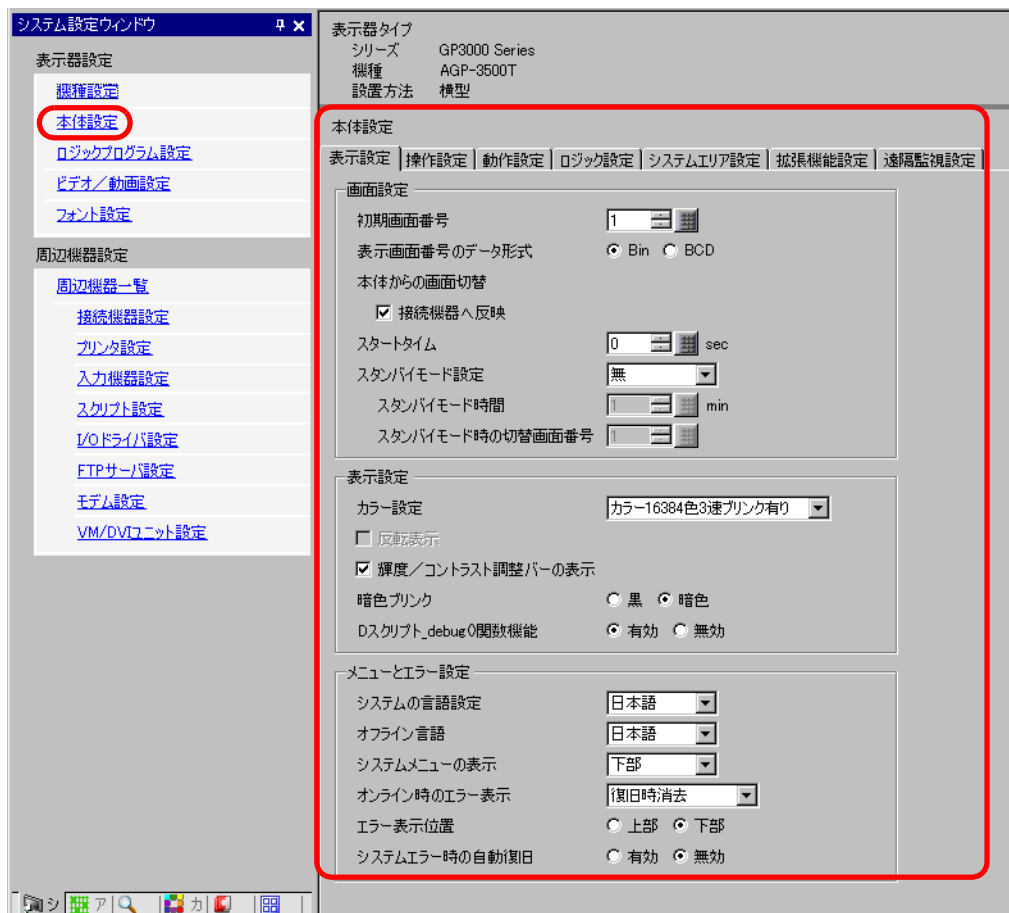 システム設定ウィンドウ
表示器設定
機種設定
本体設定
ロジックプログラム設定
ビデオ／動画設定
フォント設定
周辺機器設定
周辺機器一覧
接続機器設定
プリンタ設定
入力機器設定
スクリプト設定
I/Oドライバ設定
FTPサーバ設定
モデム設定
VM/DVIユニット設定
シ ア カ
表示器タイプ
シリーズ GP3000 Series
機種 AGP-3500T
設置方法 横型
本体設定
表示設定 操作設定 動作設定 ロジック設定 システムエリア設定 拡張機能設定 遠隔監視設定
画面設定
初期画面番号 1
表示画面番号のデータ形式 Bin BCD
本体からの画面切替
接続機器へ反映
スタートタイム 0 sec
スタンバイモード設定 無
スタンバイモード時間 1 min
スタンバイモード時の切替画面番号 1
表示設定
カラー設定 カラー16384色3速ブリンク有り
反転表示
輝度／コントラスト調整バーの表示
暗色ブリンク 黒 暗色
Dスクリプト_debug()関数機能 有効 無効
メニューとエラー設定
システムの言語設定 日本語
オフライン言語 日本語
システムメニューの表示 下部
オンライン時のエラー表示 復旧時消去
エラー表示位置 上部 下部
システムエラー時の自動復旧 有効 無効